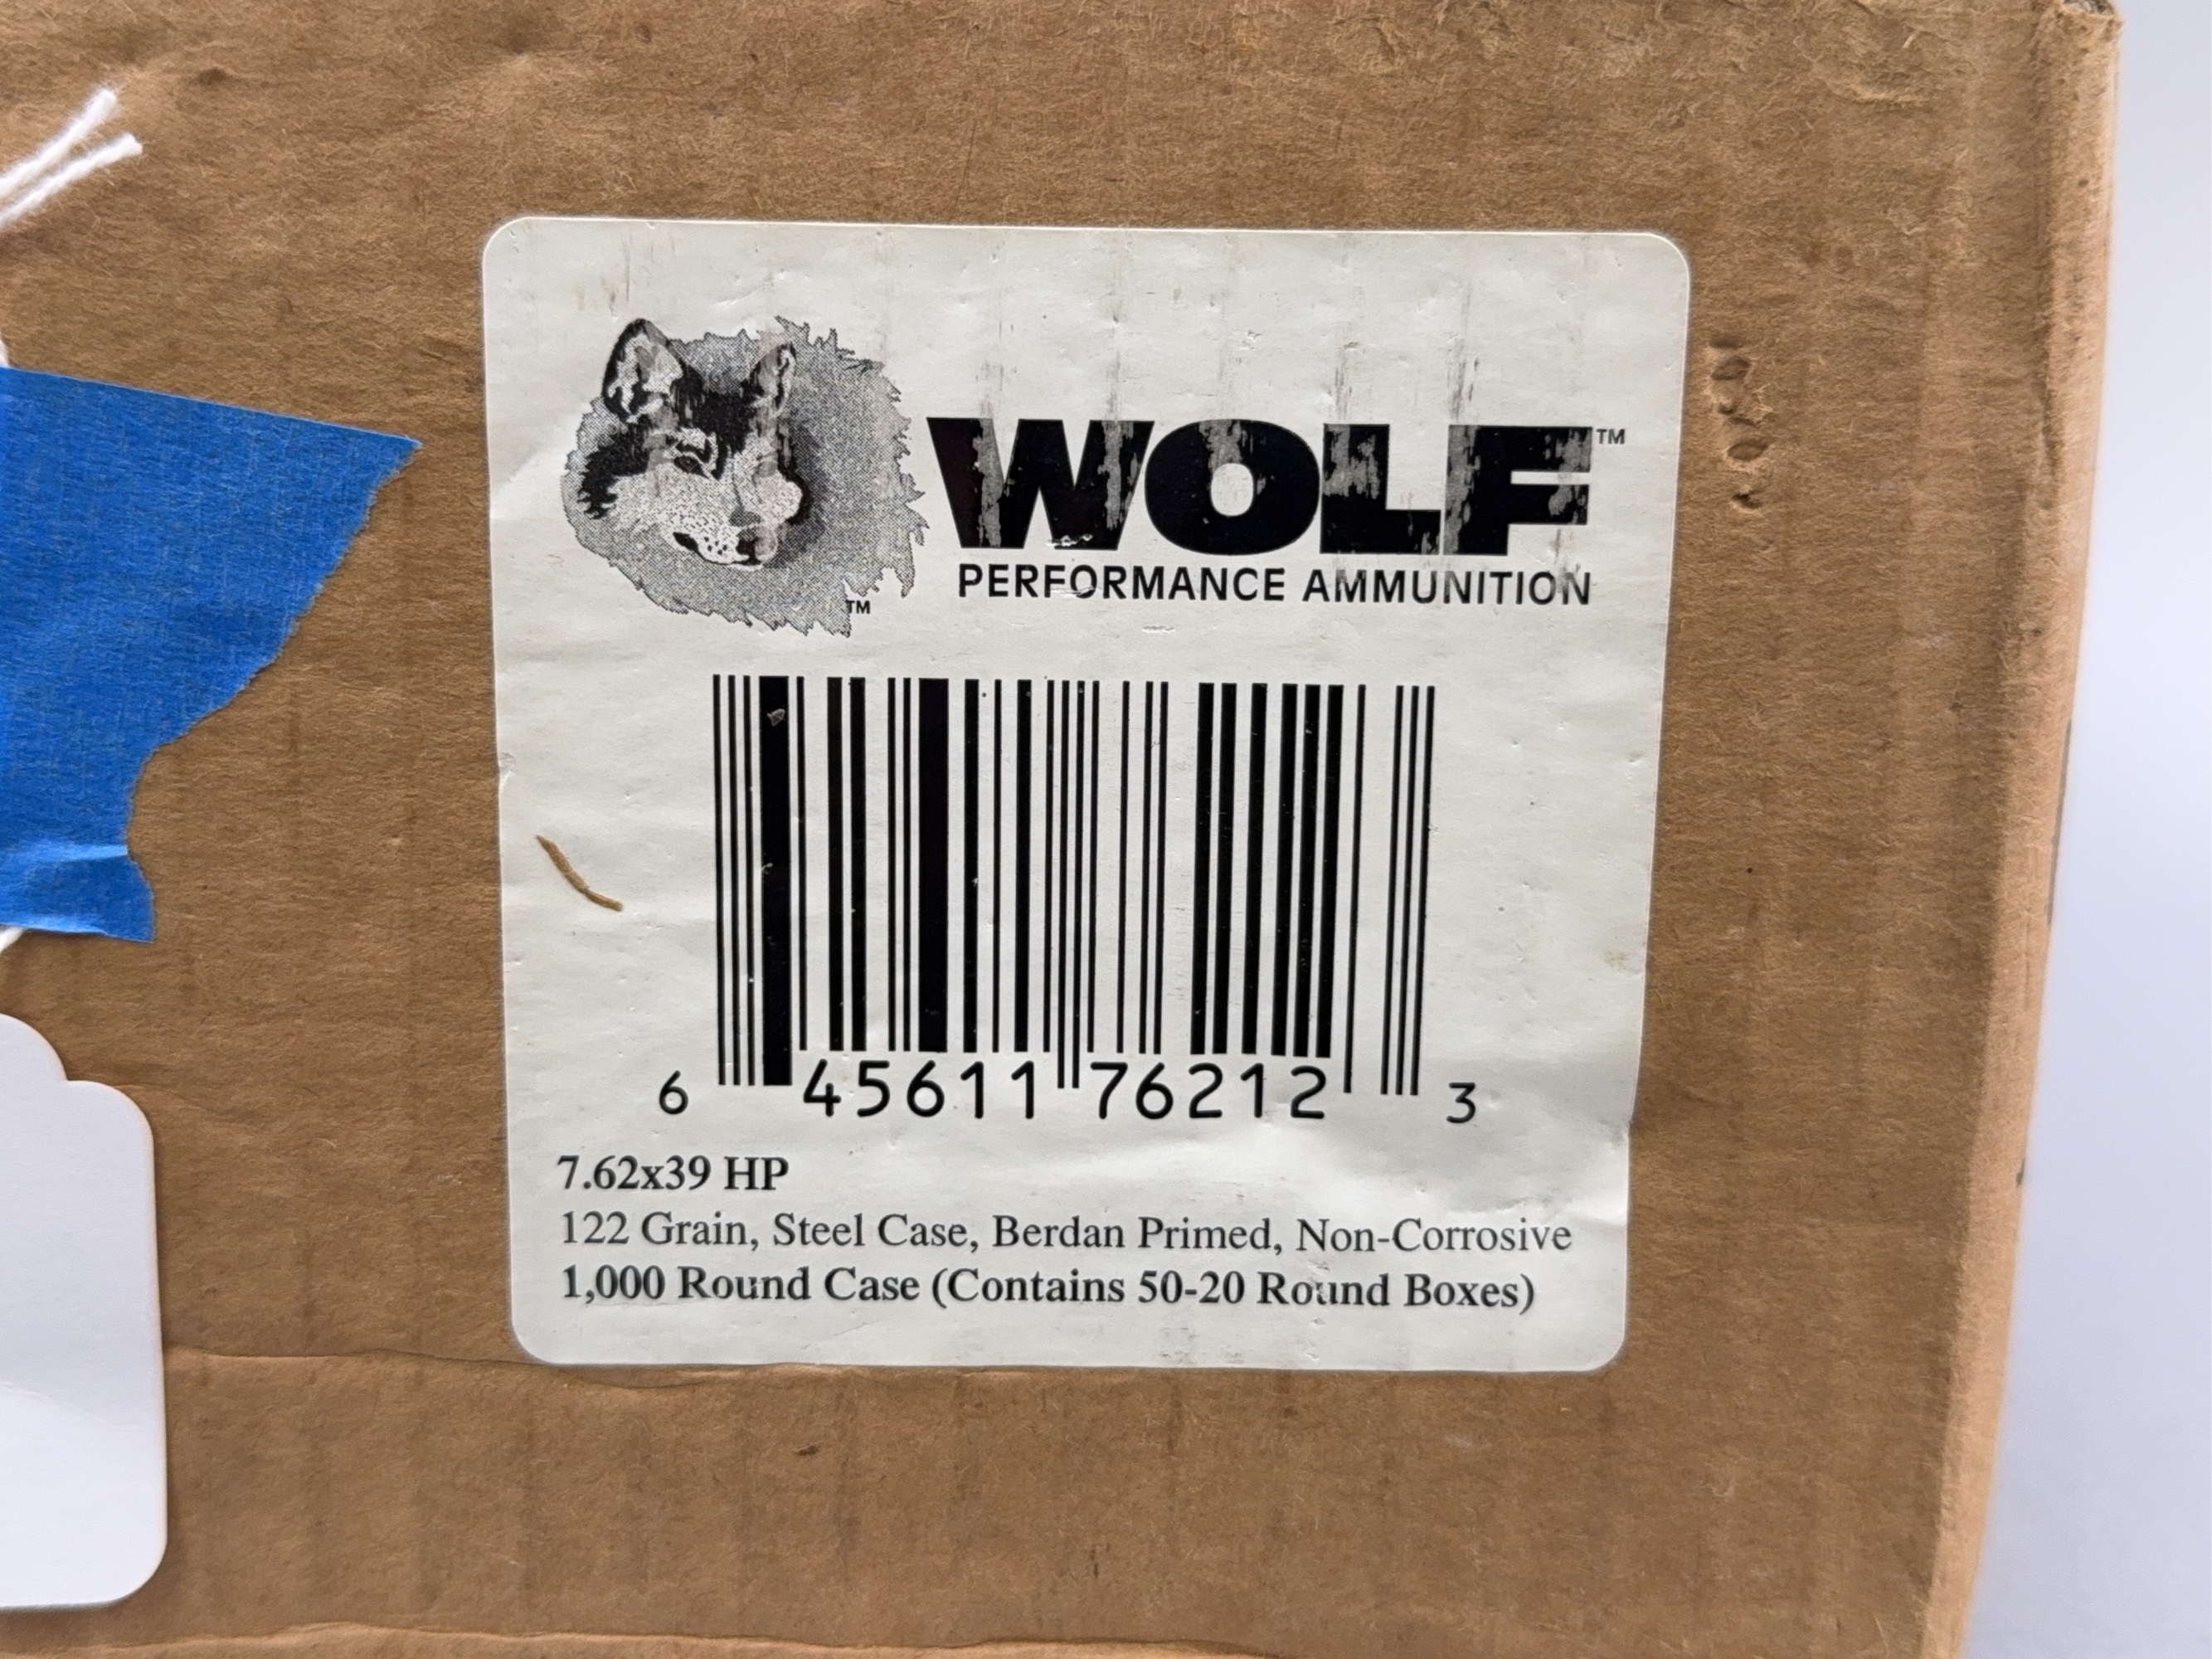 WOLF™
PERFORMANCE AMMUNITION
™
6 45611 76212 3
7.62x39 HP
122 Grain, Steel Case, Berdan Primed, Non-Corrosive
1,000 Round Case (Contains 50-20 Round Boxes)